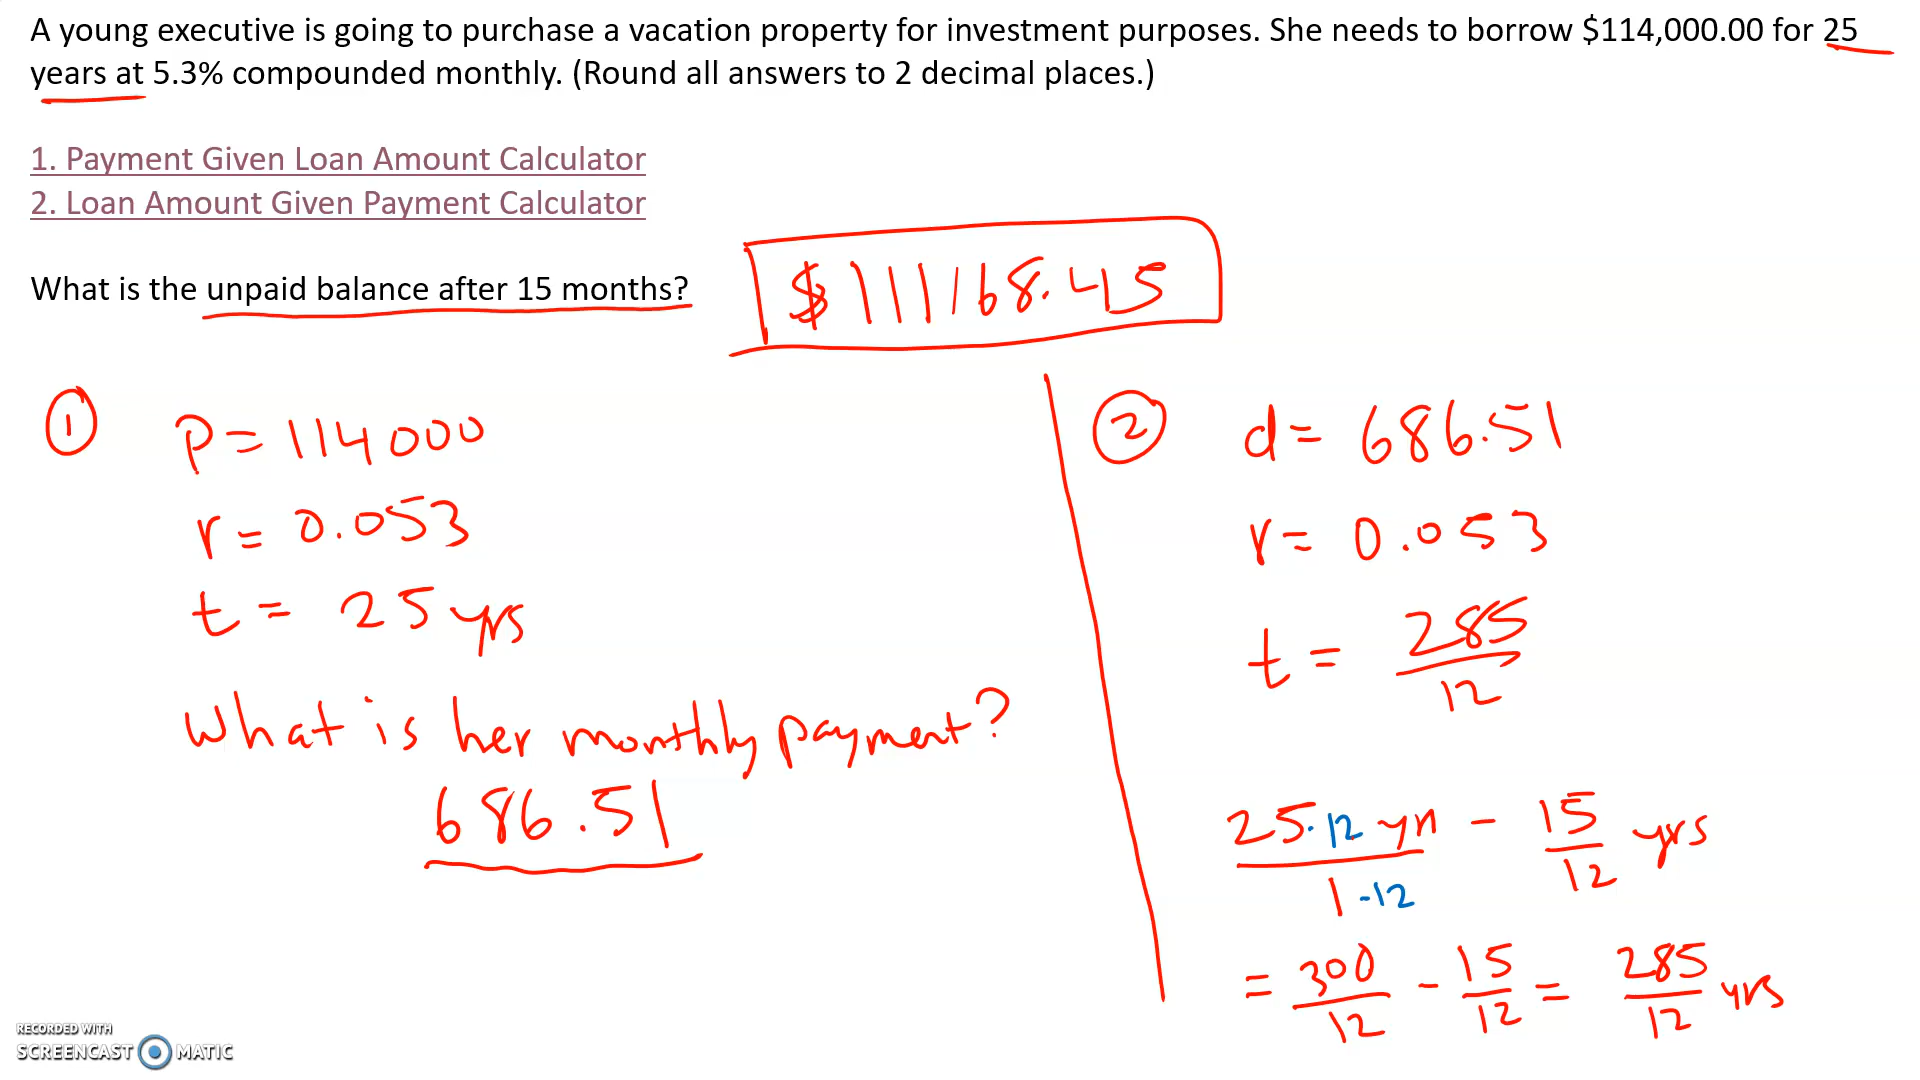 A young executive is going to purchase a vacation property for investment purposes. She needs to borrow $114,000.00 for 25
years at 5.3% compounded monthly. (Round all answers to 2 decimal places.)
1. Payment Given Loan Amount Calculator
2. Loan Amount Given Payment Calculator
What is the unpaid balance after 15 months?
$111168.45
1
P = 114000
r = 0.053
t = 25 yrs
What is her monthly payment?
686.51
2
d = 686.51
r = 0.053
t = 285/12
25·12 yrs / 1·12 - 15/12 yrs
= 300/12 - 15/12 = 285/12 yrs
RECORDED WITH
SCREENCAST MATIC